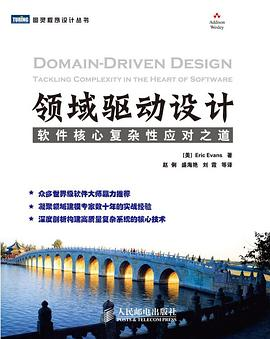 TURING 图灵程序设计丛书
Addison
Wesley
DOMAIN-DRIVEN DESIGN
TACKLING COMPLEXITY IN THE HEART OF SOFTWARE
领域驱动设计
软件核心复杂性应对之道
[美] Eric Evans 著
赵俐 盛海艳 刘霞 等译
众多世界级软件大师鼎力推荐
凝聚领域建模专家数十年的实战经验
深度剖析构建高质量复杂系统的核心技术
人民邮电出版社
POSTS & TELECOM PRESS